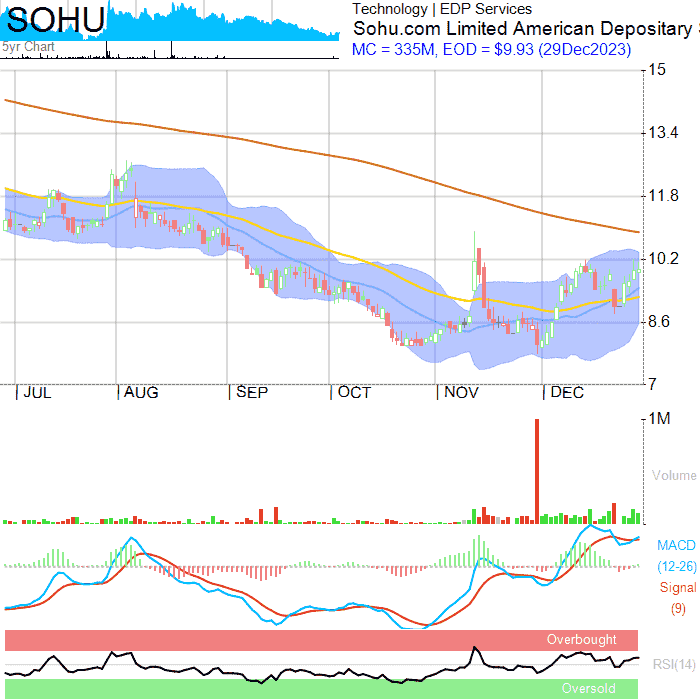 SOHU
5yr Chart
Technology | EDP Services
Sohu.com Limited American Depositary
MC = 335M, EOD = $9.93 (29Dec2023)
15
13.4
11.8
10.2
8.6
7
JUL AUG SEP OCT NOV DEC
1M
Volume
MACD
(12-26)
Signal
(9)
Overbought
RSI(14)
Oversold